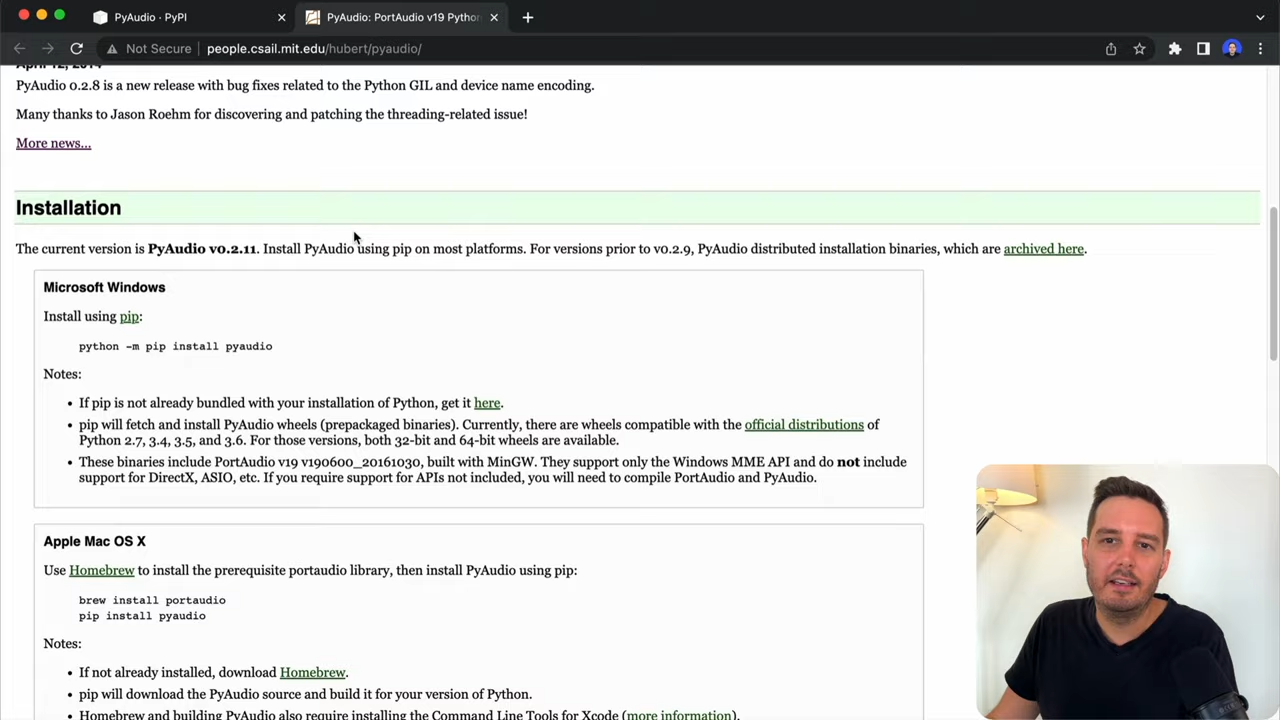 PyAudio · PyPI
PyAudio: PortAudio v19 Python
Not Secure
people.csail.mit.edu/hubert/pyaudio/
April 12, 2014
PyAudio 0.2.8 is a new release with bug fixes related to the Python GIL and device name encoding.
Many thanks to Jason Roehm for discovering and patching the threading-related issue!
More news...
Installation
The current version is PyAudio v0.2.11. Install PyAudio using pip on most platforms. For versions prior to v0.2.9, PyAudio distributed installation binaries, which are archived here.
Microsoft Windows
Install using pip:
python -m pip install pyaudio
Notes:
• If pip is not already bundled with your installation of Python, get it here.
• pip will fetch and install PyAudio wheels (prepackaged binaries). Currently, there are wheels compatible with the official distributions of
Python 2.7, 3.4, 3.5, and 3.6. For those versions, both 32-bit and 64-bit wheels are available.
• These binaries include PortAudio v19 v190600_20161030, built with MinGW. They support only the Windows MME API and do not include
support for DirectX, ASIO, etc. If you require support for APIs not included, you will need to compile PortAudio and PyAudio.
Apple Mac OS X
Use Homebrew to install the prerequisite portaudio library, then install PyAudio using pip:
brew install portaudio
pip install pyaudio
Notes:
• If not already installed, download Homebrew.
• pip will download the PyAudio source and build it for your version of Python.
• Homebrew and building PyAudio also require installing the Command Line Tools for Xcode (more information).